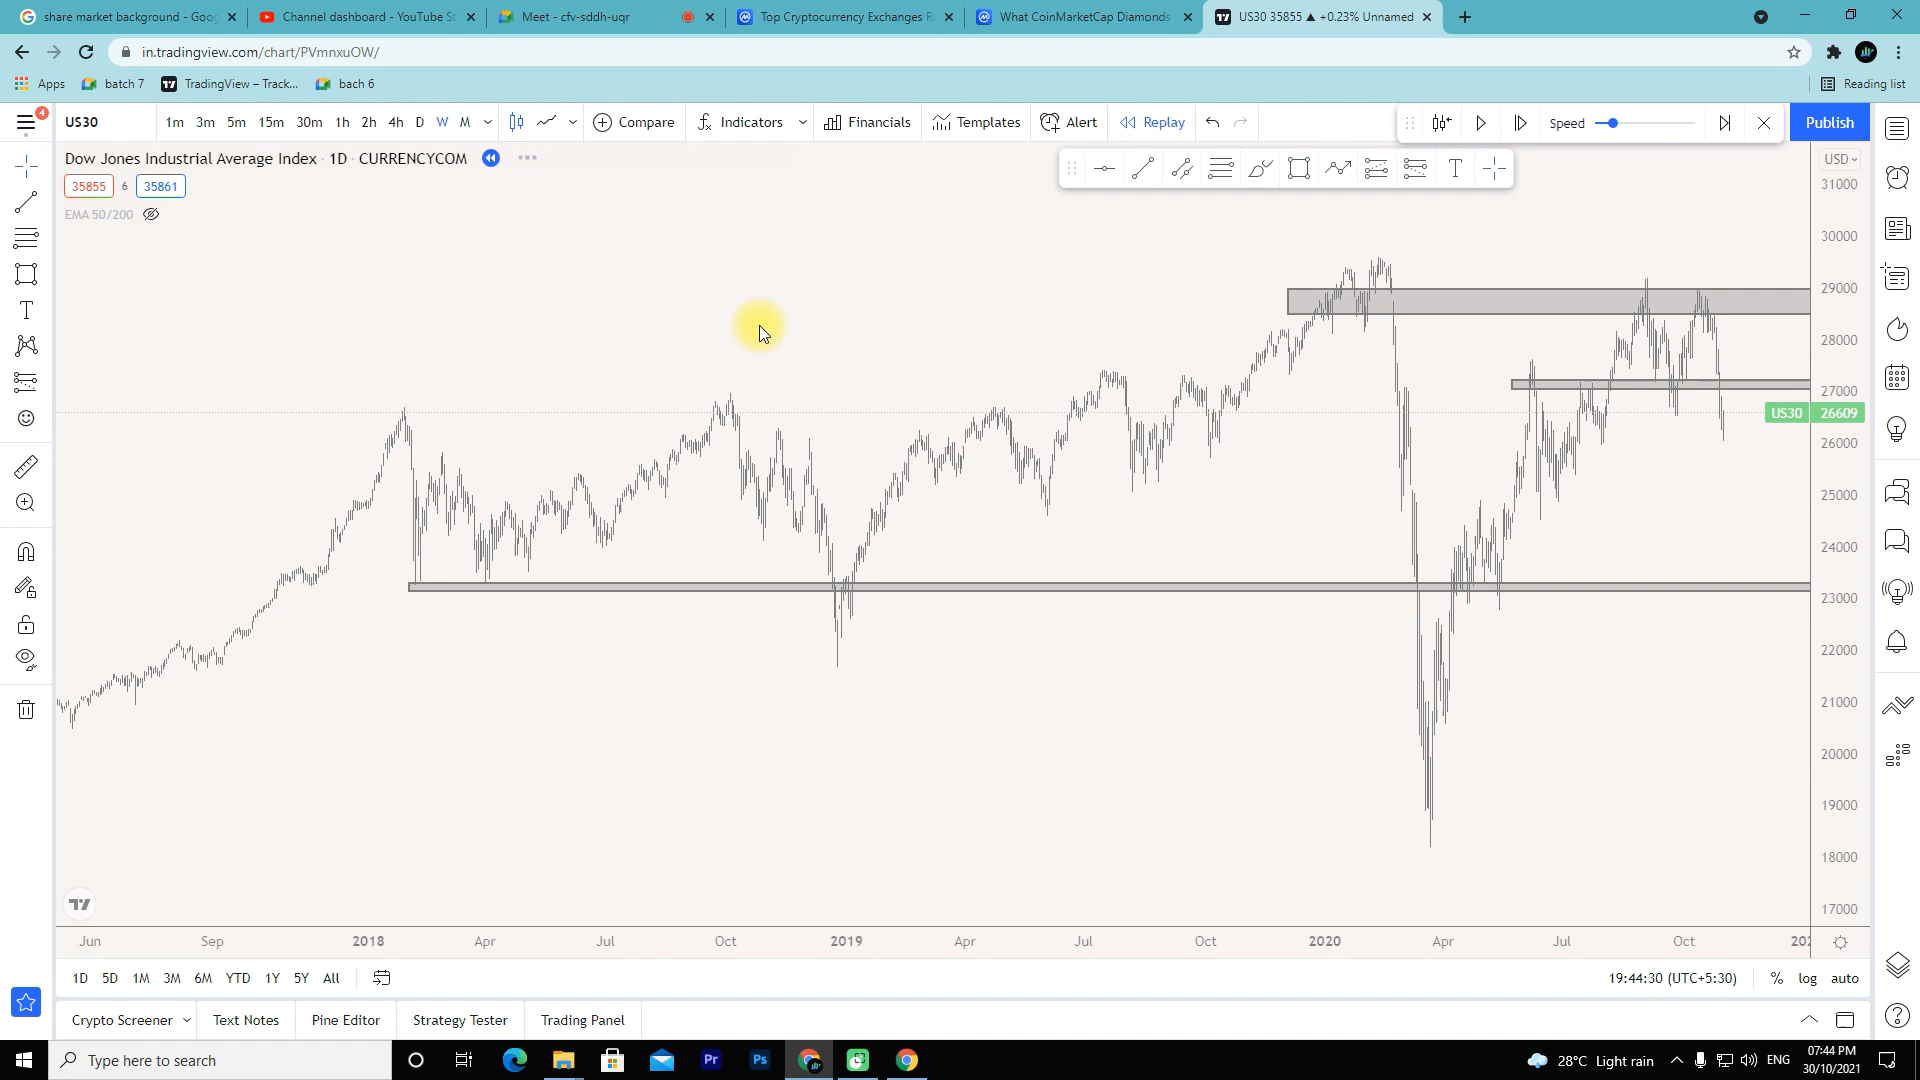 share market background - Goog
Channel dashboard - YouTube St
Meet - cfv-sddh-uqr
Top Cryptocurrency Exchanges R
What CoinMarketCap Diamonds
US30 35855 ▲ +0.23% Unnamed
in.tradingview.com/chart/PVmnxuOW/
Apps
batch 7
TradingView – Track...
bach 6
Reading list
4
US30
1m 3m 5m 15m 30m 1h 2h 4h D W M
Compare
Indicators
Financials
Templates
Alert
Replay
Speed
Publish
Dow Jones Industrial Average Index · 1D · CURRENCYCOM
USD
35855 6 35861
EMA 50/200
31000
30000
29000
28000
27000
US30 26609
26000
25000
24000
23000
22000
21000
20000
19000
18000
17000
Jun Sep 2018 Apr Jul Oct 2019 Apr Jul Oct 2020 Apr Jul Oct 202
1D 5D 1M 3M 6M YTD 1Y 5Y All
19:44:30 (UTC+5:30)
% log auto
Crypto Screener
Text Notes
Pine Editor
Strategy Tester
Trading Panel
Type here to search
Pr
Ps
28°C Light rain
ENG
07:44 PM
30/10/2021